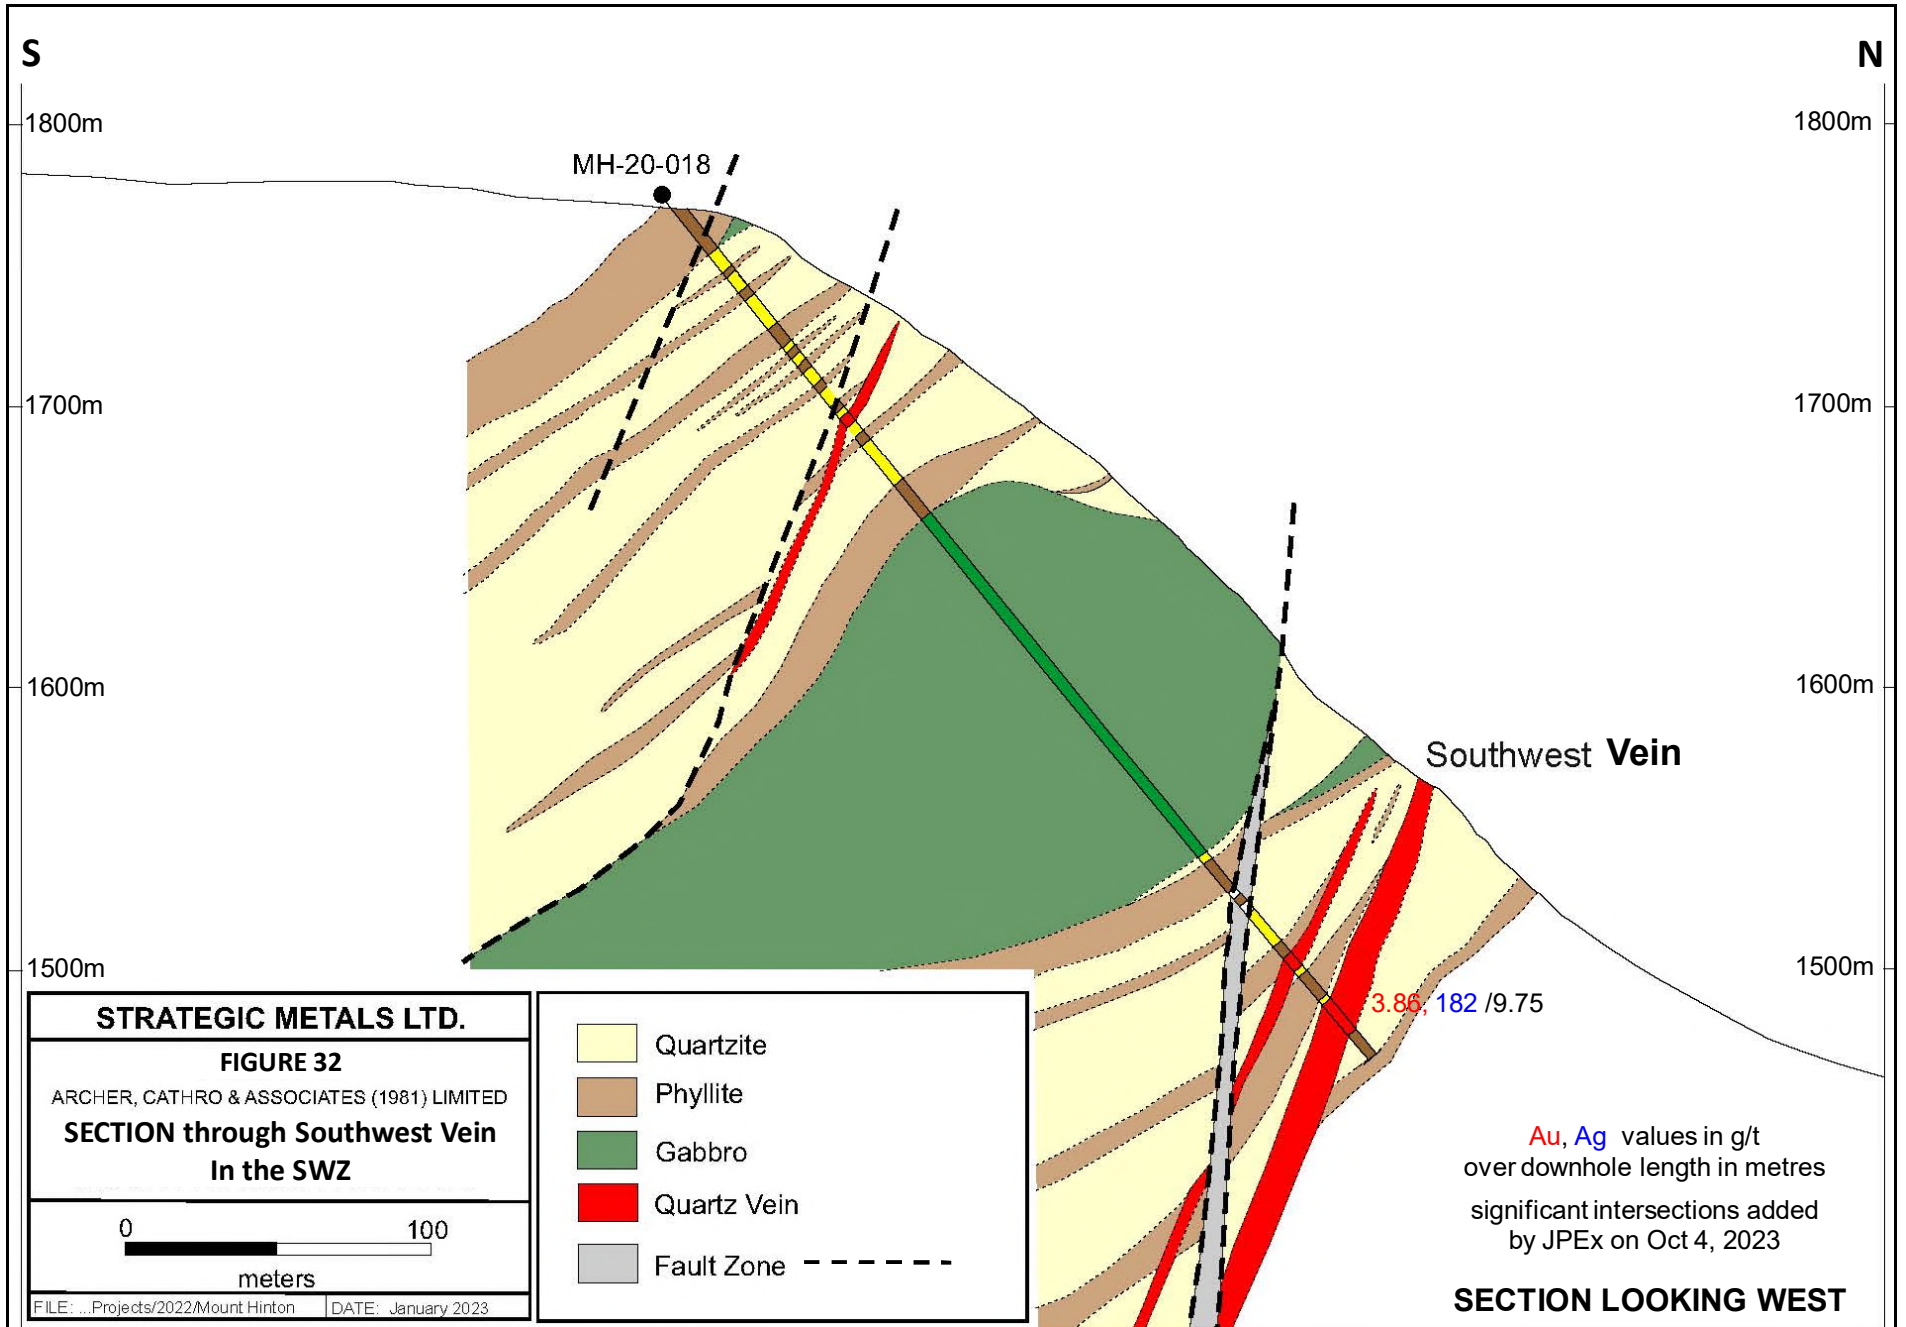 S
N
1800m
1800m
MH-20-018
1700m
1700m
1600m
1600m
Southwest Vein
1500m
1500m
3.86, 182 /9.75
STRATEGIC METALS LTD.
FIGURE 32
ARCHER, CATHRO & ASSOCIATES (1981) LIMITED
SECTION through Southwest Vein
In the SWZ
0 100
meters
FILE: ...Projects/2022/Mount Hinton
DATE: January 2023
Quartzite
Phyllite
Gabbro
Quartz Vein
Fault Zone
Au, Ag values in g/t
over downhole length in metres
significant intersections added
by JPEx on Oct 4, 2023
SECTION LOOKING WEST